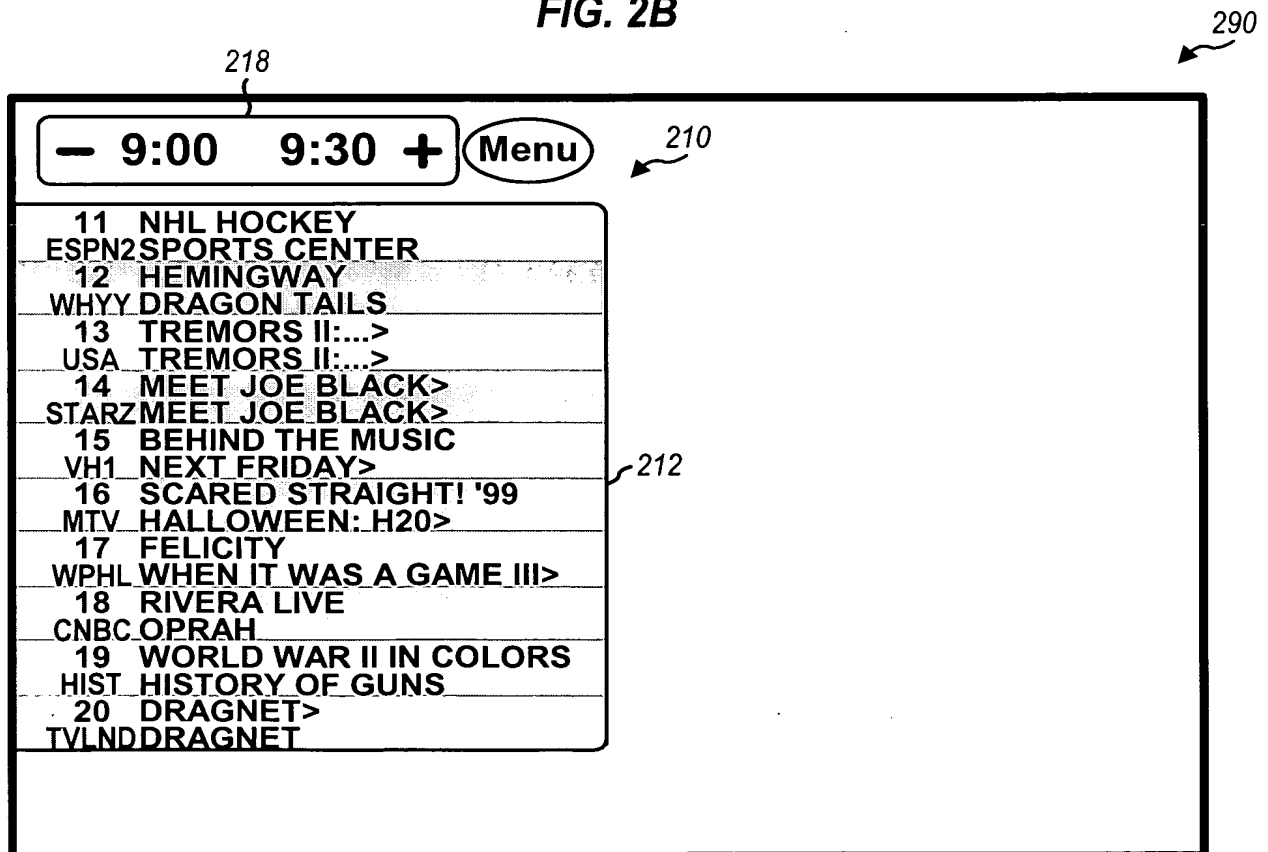 FIG. 2B
290
218
− 9:00 9:30 + Menu
210
11 NHL HOCKEY
ESPN2 SPORTS CENTER
12 HEMINGWAY
WHYY DRAGON TAILS
13 TREMORS II:...>
USA TREMORS II:...>
14 MEET JOE BLACK>
STARZ MEET JOE BLACK>
15 BEHIND THE MUSIC
VH1 NEXT FRIDAY>
212
16 SCARED STRAIGHT! '99
MTV HALLOWEEN: H20>
17 FELICITY
WPHL WHEN IT WAS A GAME III>
18 RIVERA LIVE
CNBC OPRAH
19 WORLD WAR II IN COLORS
HIST HISTORY OF GUNS
20 DRAGNET>
TVLND DRAGNET